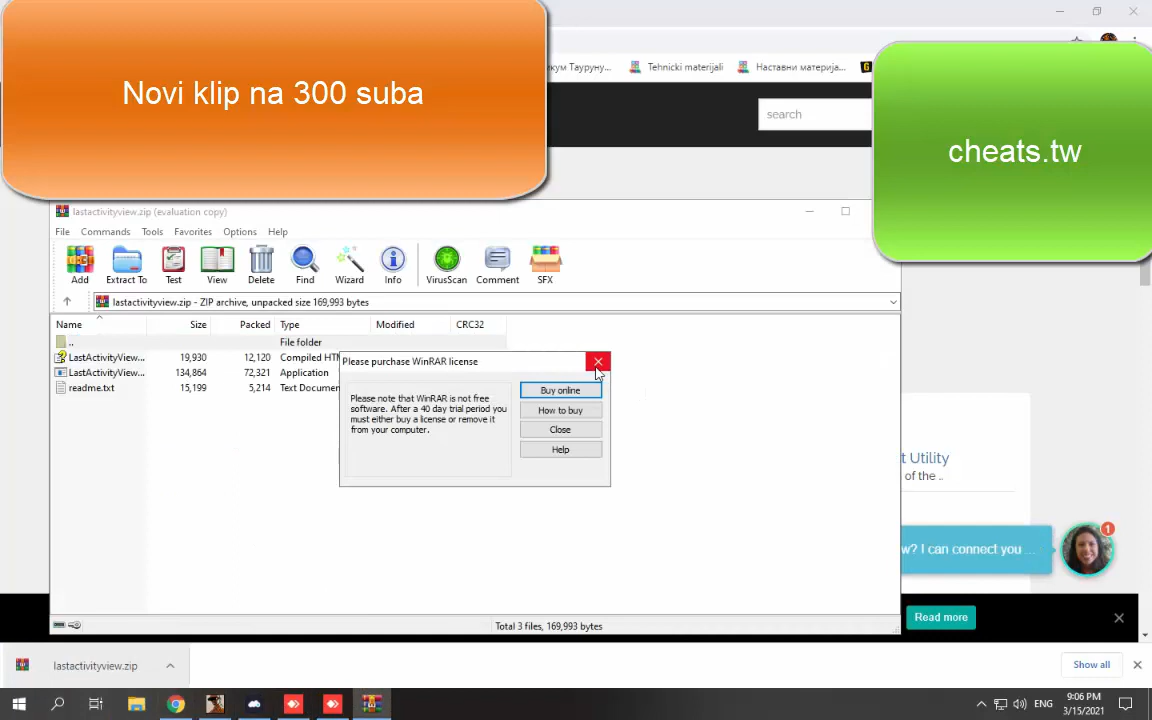 Novi klip na 300 suba
cheats.tw
икум Тауруну...
Tehnicki materijali
Наставни материја...
search
lastactivityview.zip (evaluation copy)
File Commands Tools Favorites Options Help
Add Extract To Test View Delete Find Wizard Info VirusScan Comment SFX
lastactivityview.zip - ZIP archive, unpacked size 169,993 bytes
Name Size Packed Type Modified CRC32
.. File folder
LastActivityView... 19,930 12,120 Compiled HTM
LastActivityView... 134,864 72,321 Application
readme.txt 15,199 5,214 Text Documen
Please purchase WinRAR license
Please note that WinRAR is not free
software. After a 40 day trial period you
must either buy a license or remove it
from your computer.
Buy online
How to buy
Close
Help
t Utility
of the ..
w? I can connect you ...
1
Total 3 files, 169,993 bytes
Read more
lastactivityview.zip
Show all
ENG
9:06 PM
3/15/2021